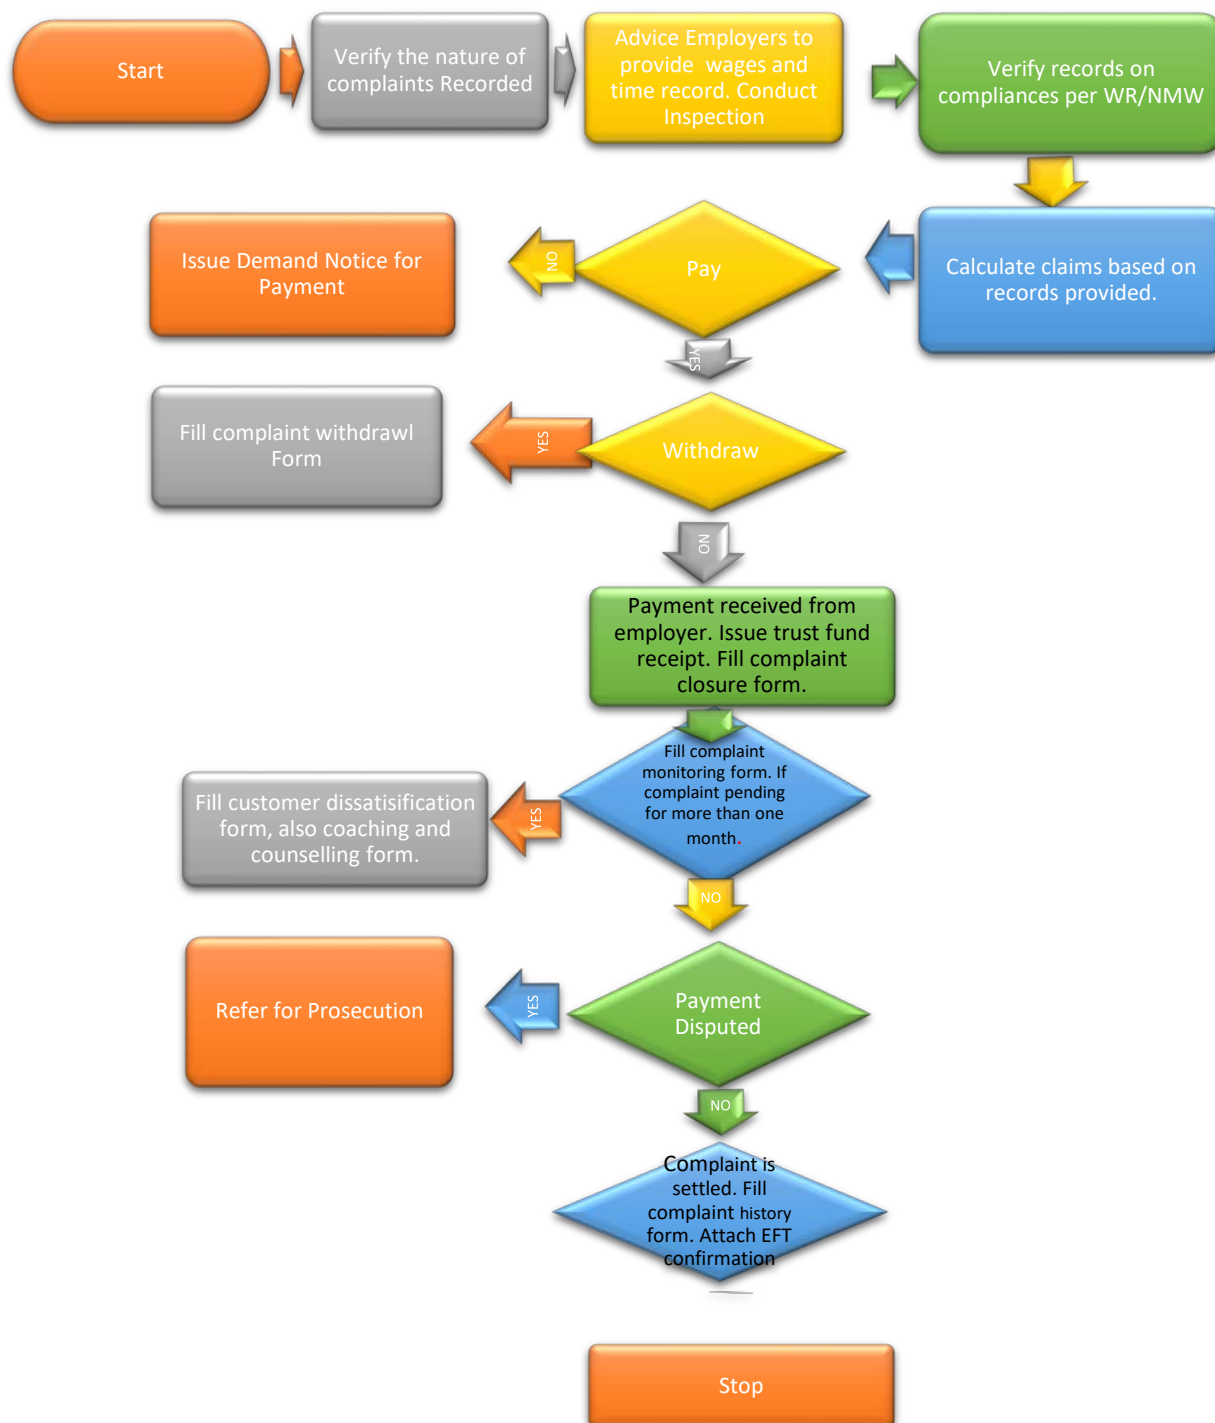 Start
Verify the nature of
complaints Recorded
Advice Employers to
provide wages and
time record. Conduct
Inspection
Verify records on
compliances per WR/NMW
Issue Demand Notice for
Payment
NO
Pay
Calculate claims based on
records provided.
YES
Fill complaint withdrawl
Form
YES
Withdraw
NO
Payment received from
employer. Issue trust fund
receipt. Fill complaint
closure form.
Fill complaint
monitoring form. If
complaint pending
for more than one
month.
Fill customer dissatisification
form, also coaching and
counselling form.
YES
NO
Refer for Prosecution
YES
Payment
Disputed
NO
Complaint is
settled. Fill
complaint history
form. Attach EFT
confirmation
Stop